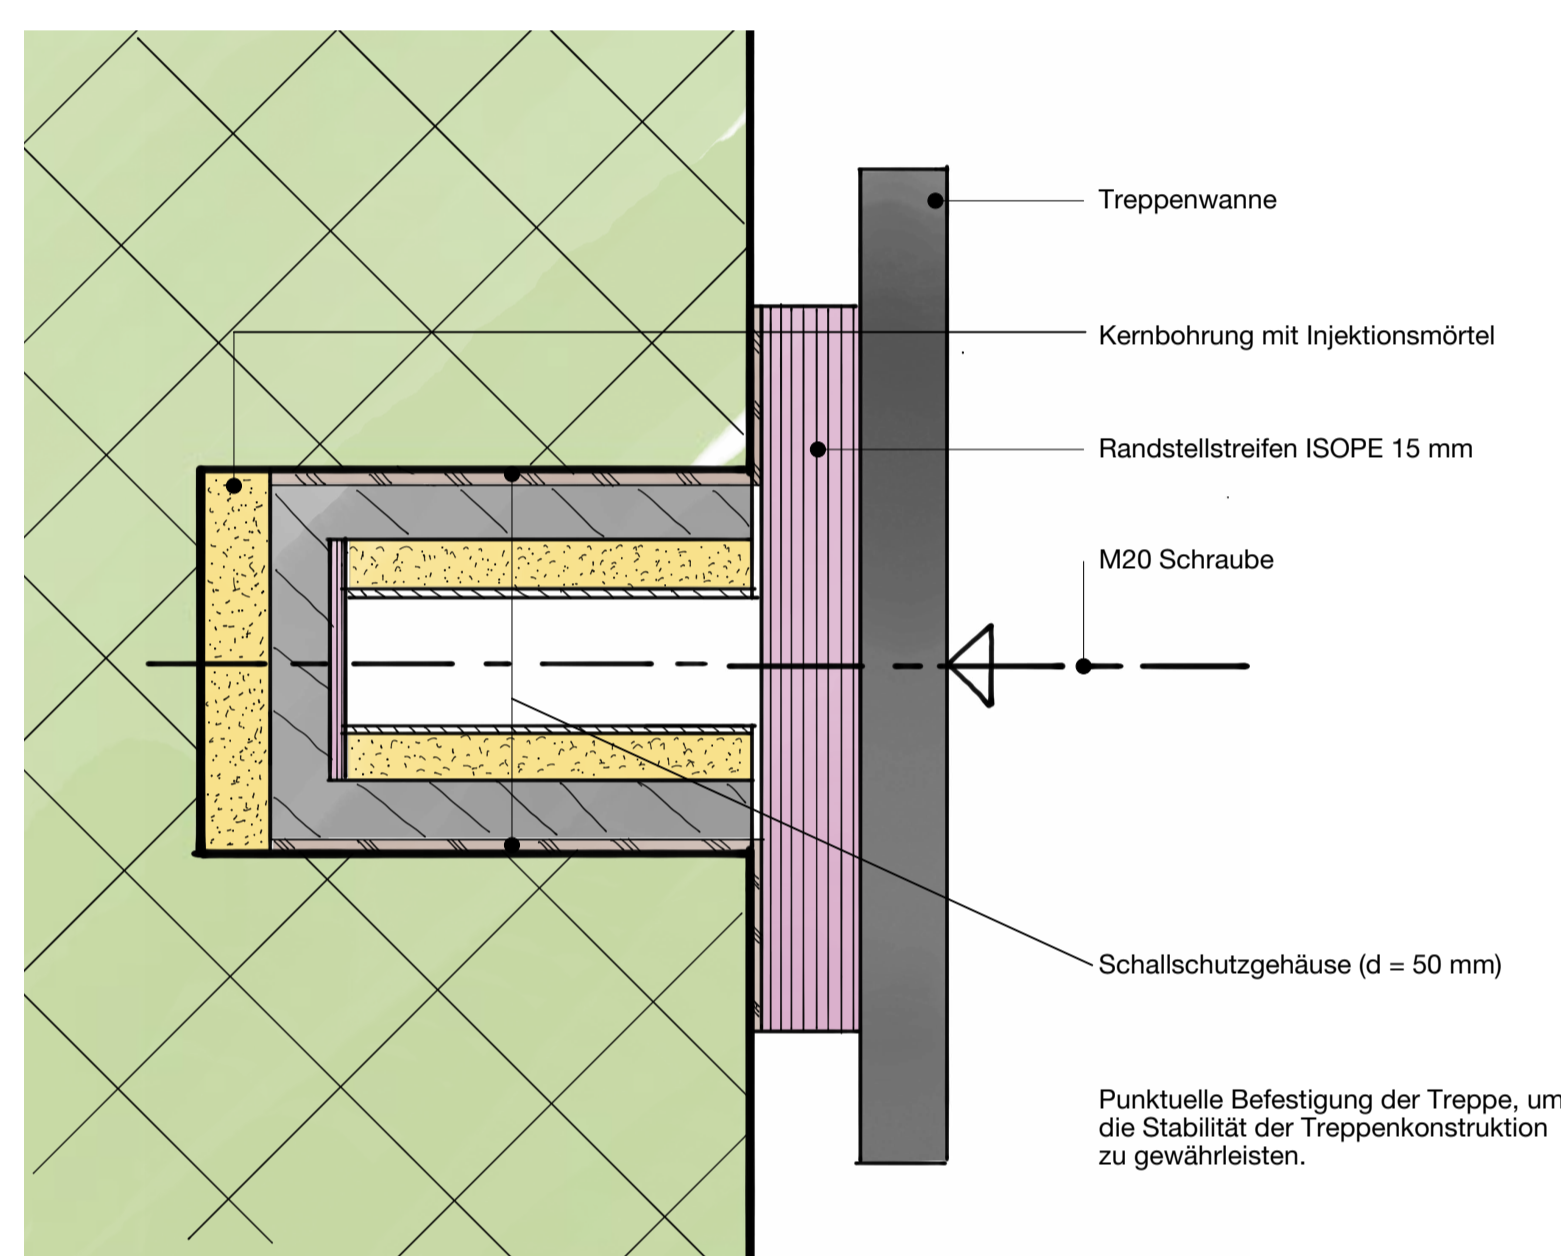 Treppenwanne
Kernbohrung mit Injektionsmörtel
Randstellstreifen ISOPE 15 mm
M20 Schraube
Schallschutzgehäuse (d = 50 mm)
Punktuelle Befestigung der Treppe, um
die Stabilität der Treppenkonstruktion
zu gewährleisten.